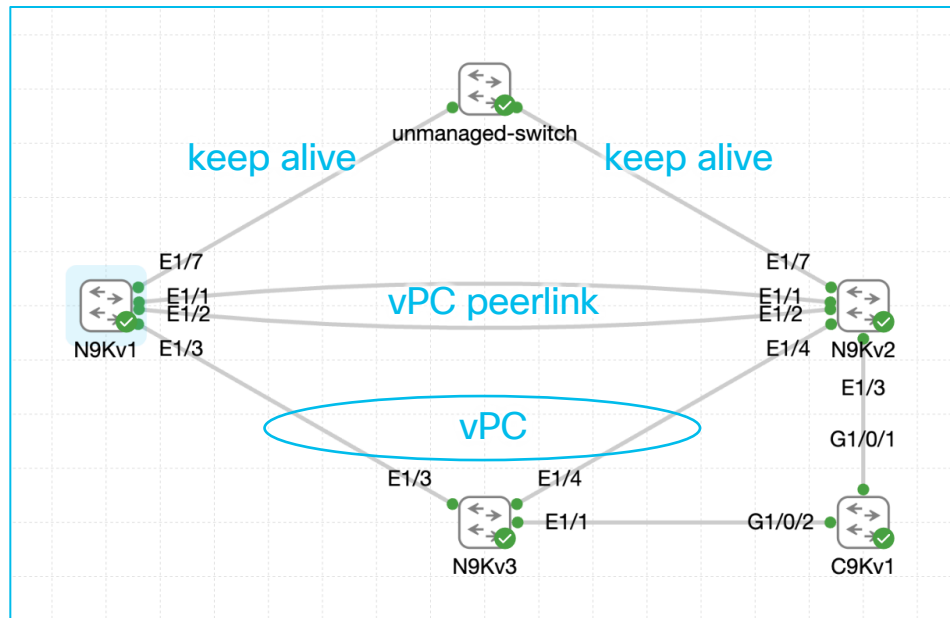 unmanaged-switch
keep alive
keep alive
E1/7
E1/7
E1/1
vPC peerlink
E1/1
E1/2
E1/2
N9Kv1
E1/3
E1/4
N9Kv2
E1/3
vPC
G1/0/1
E1/3
E1/4
E1/1
G1/0/2
N9Kv3
C9Kv1